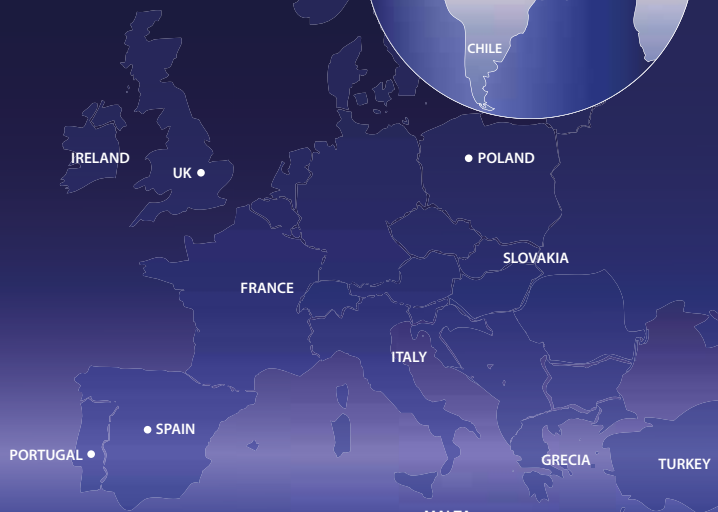 CHILE
IRELAND
UK
POLAND
SLOVAKIA
FRANCE
ITALY
SPAIN
PORTUGAL
GRECIA
TURKEY